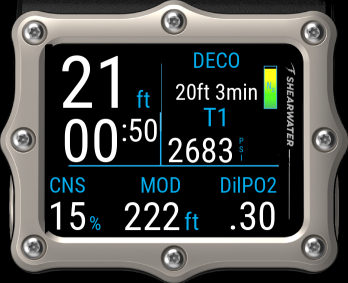 DECO
21 ft
20ft 3min
N₂
T1
00:50
2683 PSI
SHEARWATER
CNS MOD DilPO2
15% 222 ft .30